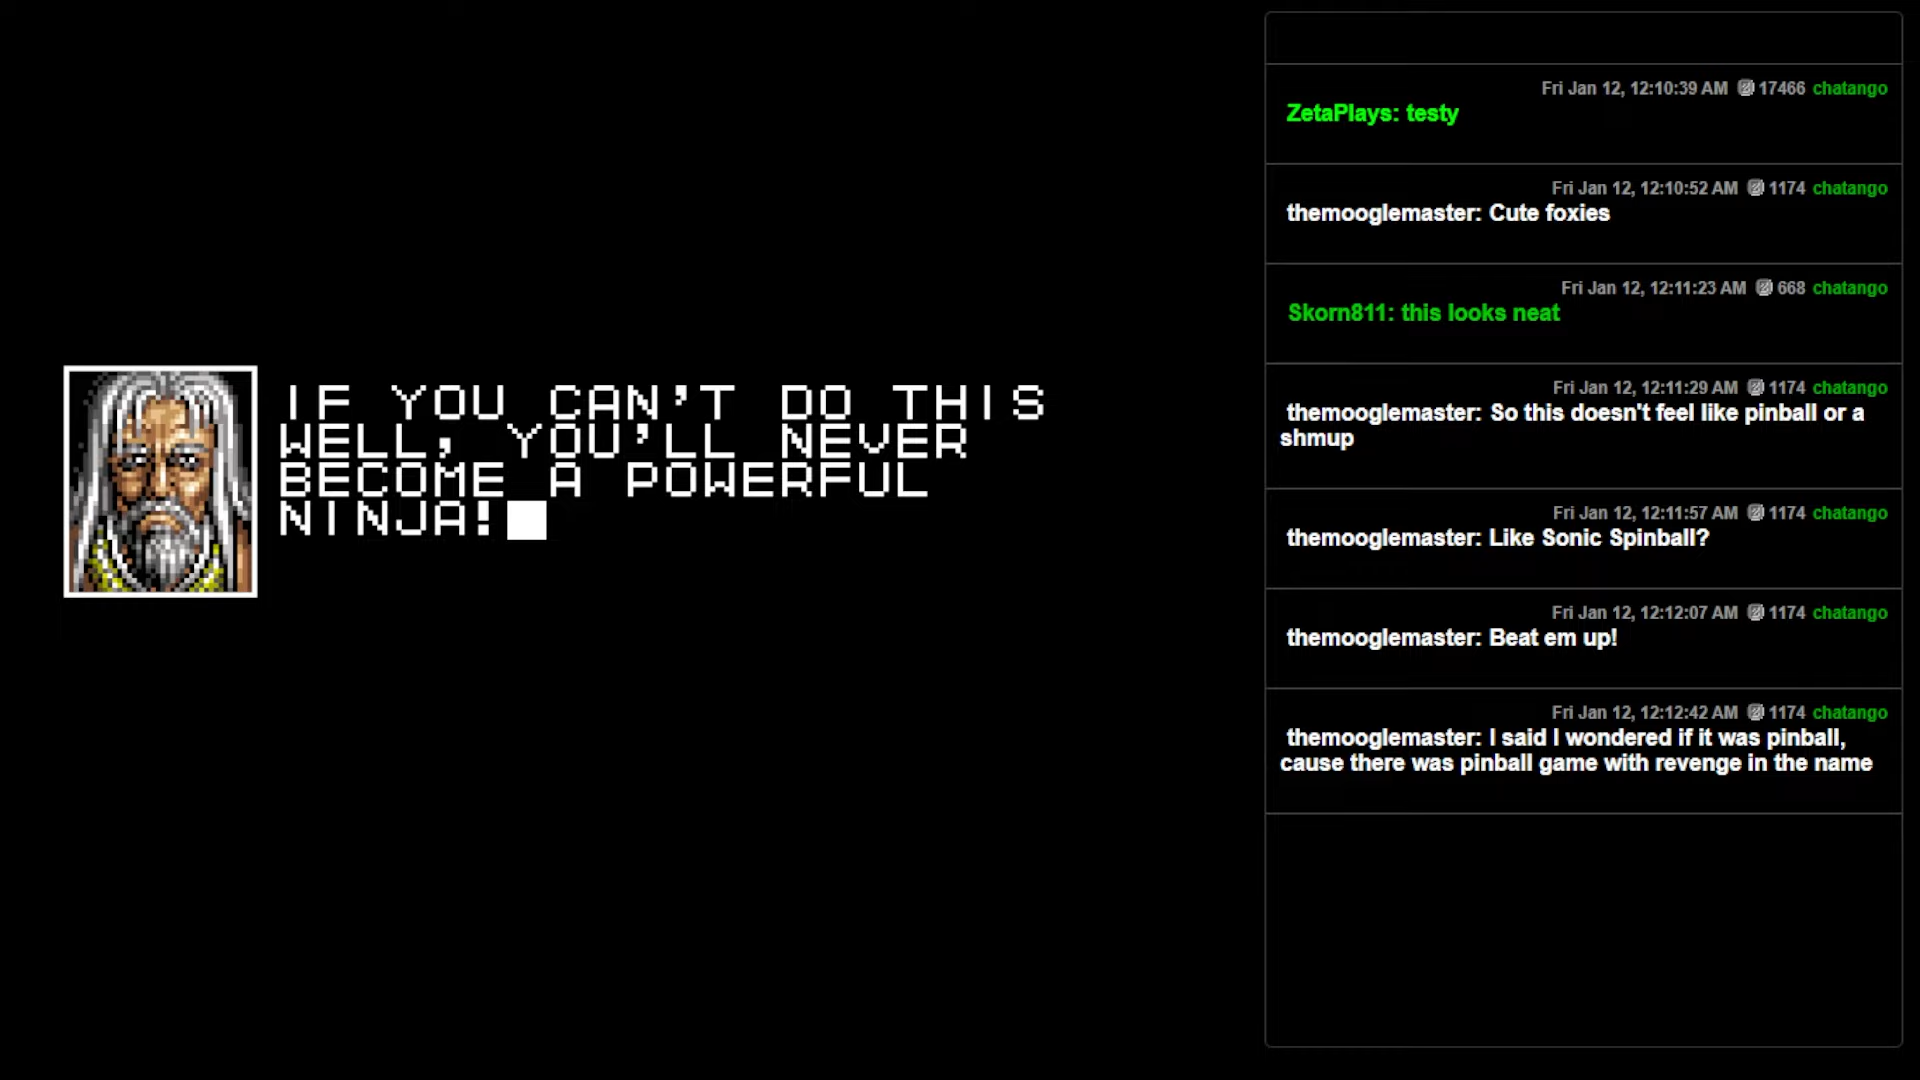 IF YOU CAN'T DO THIS
WELL, YOU'LL NEVER
BECOME A POWERFUL
NINJA!
Fri Jan 12, 12:10:39 AM 17466 chatango
ZetaPlays: testy
Fri Jan 12, 12:10:52 AM 1174 chatango
themooglemaster: Cute foxies
Fri Jan 12, 12:11:23 AM 668 chatango
Skorn811: this looks neat
Fri Jan 12, 12:11:29 AM 1174 chatango
themooglemaster: So this doesn't feel like pinball or a
shmup
Fri Jan 12, 12:11:57 AM 1174 chatango
themooglemaster: Like Sonic Spinball?
Fri Jan 12, 12:12:07 AM 1174 chatango
themooglemaster: Beat em up!
Fri Jan 12, 12:12:42 AM 1174 chatango
themooglemaster: I said I wondered if it was pinball,
cause there was pinball game with revenge in the name